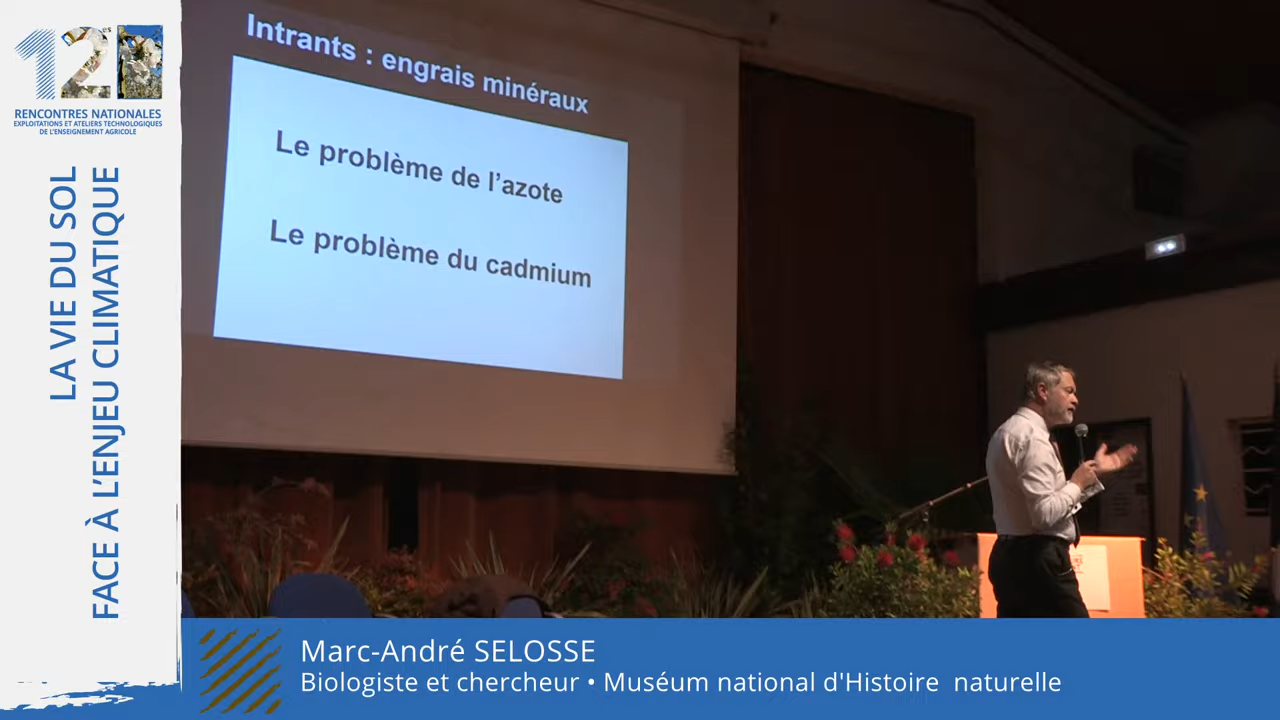 12es
RENCONTRES NATIONALES
EXPLOITATIONS ET ATELIERS TECHNOLOGIQUES
DE L'ENSEIGNEMENT AGRICOLE
LA VIE DU SOL
FACE À L'ENJEU CLIMATIQUE
Intrants : engrais minéraux
Le problème de l'azote
Le problème du cadmium
Marc-André SELOSSE
Biologiste et chercheur • Muséum national d'Histoire naturelle